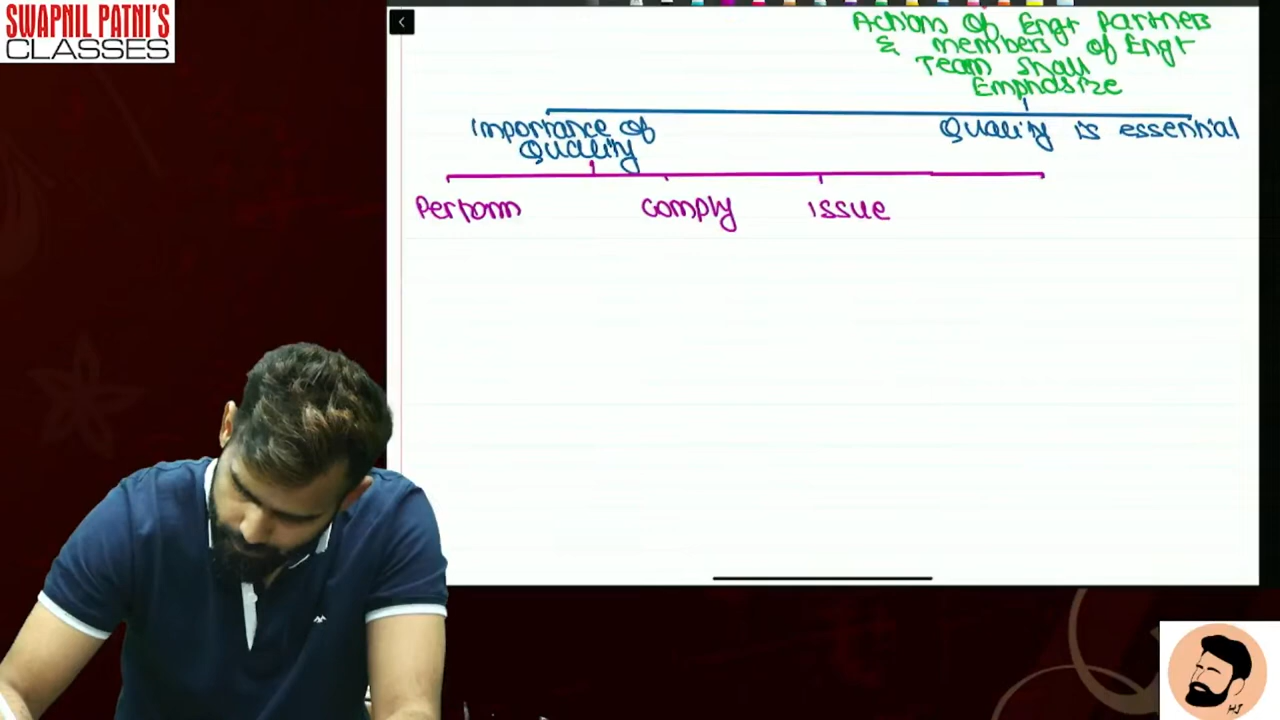 SWAPNIL PATNI'S
CLASSES
Actions of Engt Partners
& members of Engt
Team shall
Emphasize
Importance of
Quality
Quality is essential
Perform
comply
issue
HJ